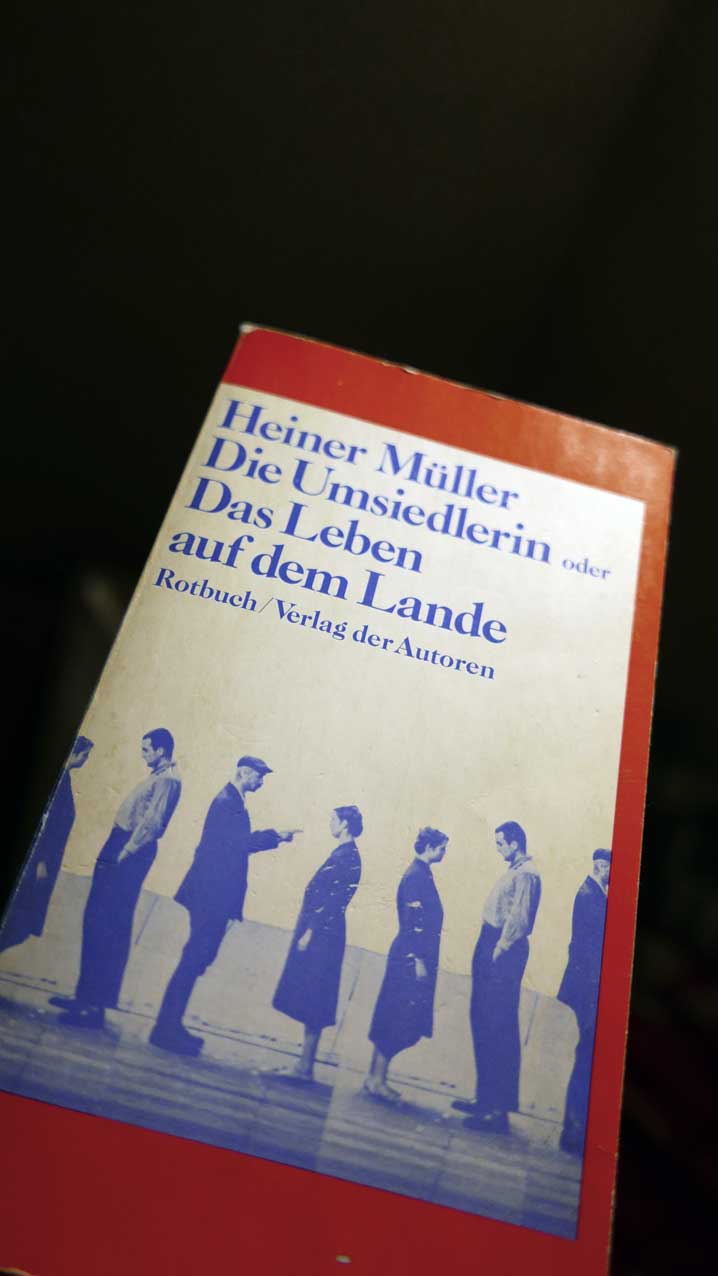 Heiner Müller
Die Umsiedlerin oder
Das Leben
auf dem Lande
Rotbuch/Verlag der Autoren